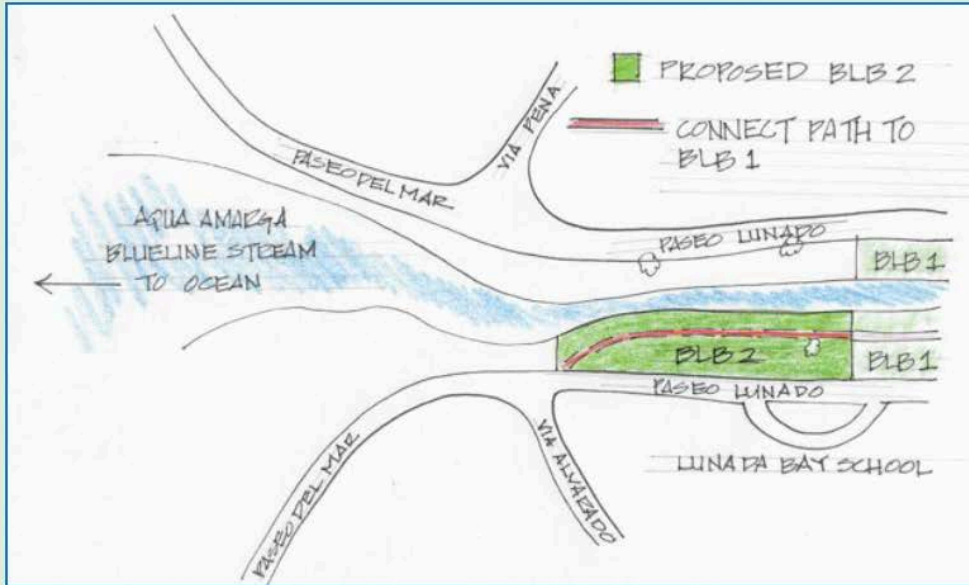 PROPOSED BLB 2
CONNECT PATH TO
BLB 1
VIA PENA
PASEO DEL MAR
AQUA AMARGA
BLUELINE STREAM
TO OCEAN
PASEO LUNADO
BLB 1
BLB 2
BLB 1
PASEO LUNADO
PASEO DEL MAR
VIA ALVARADO
LUNADA BAY SCHOOL